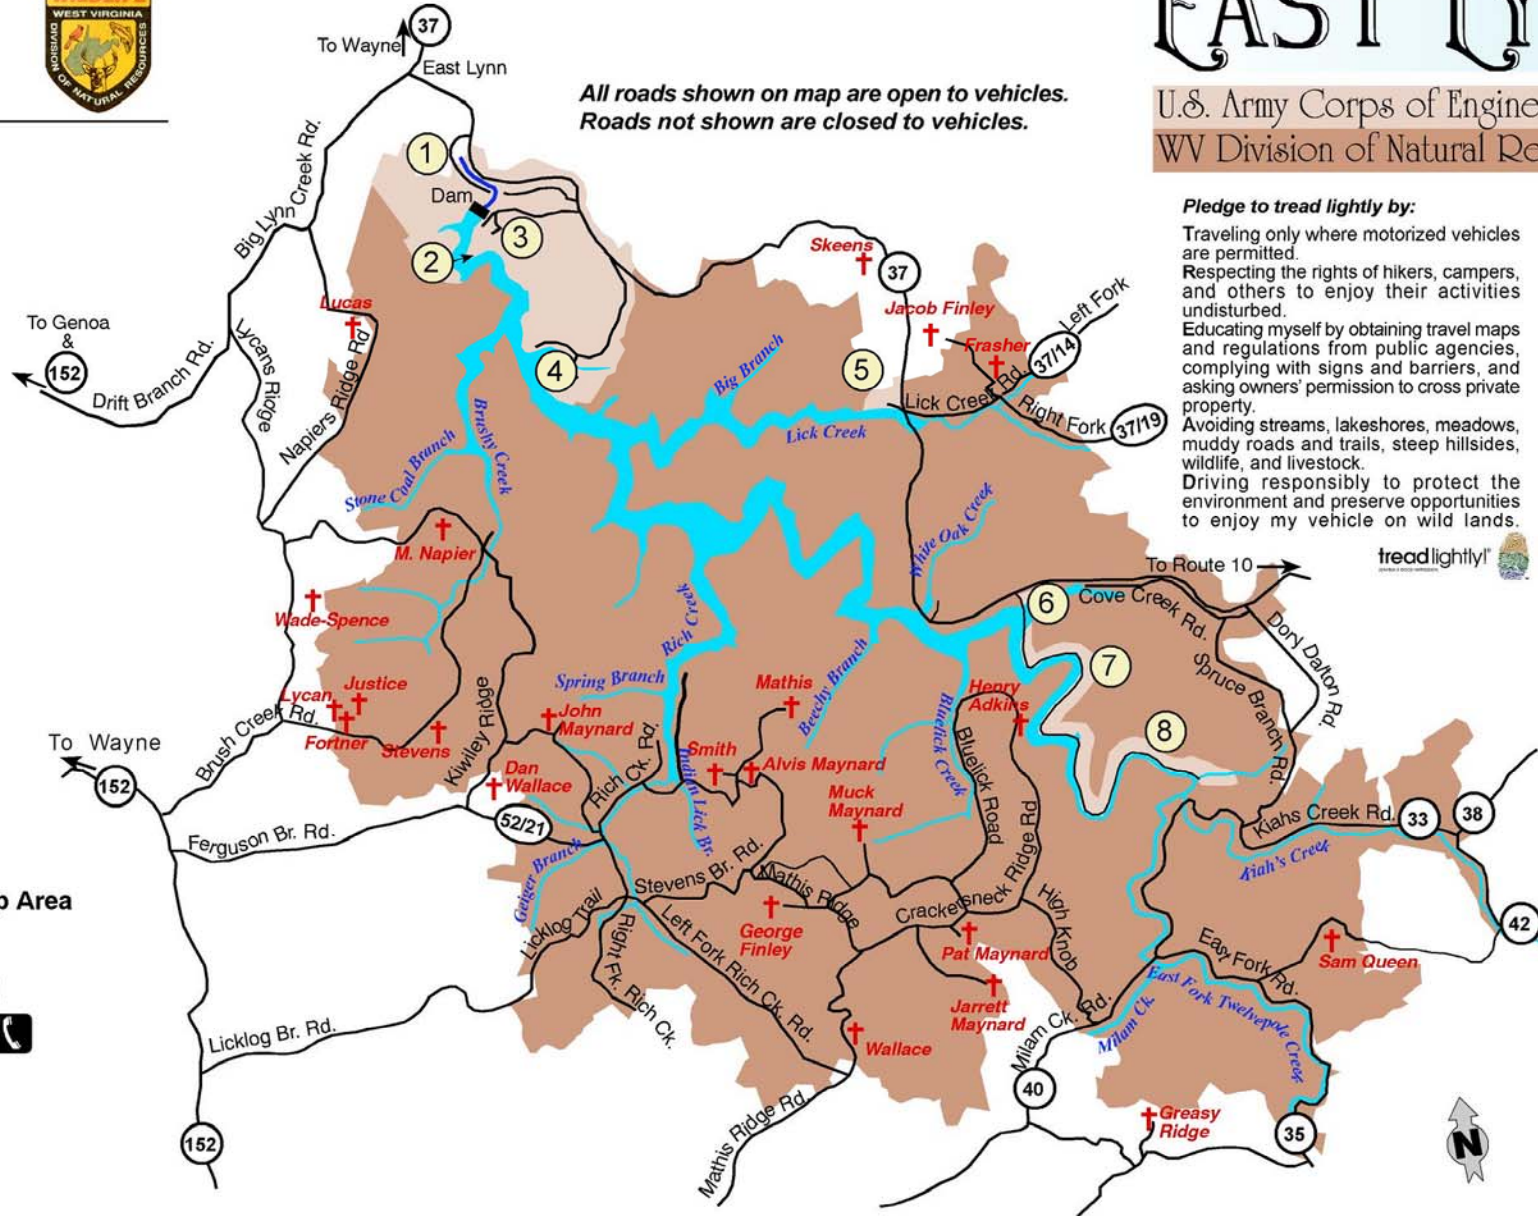 WEST VIRGINIA
DIVISION OF NATURAL RESOURCES
To Wayne
37
East Lynn
All roads shown on map are open to vehicles.
Roads not shown are closed to vehicles.
EAST LY
U.S. Army Corps of Engine
WV Division of Natural Re
Pledge to tread lightly by:
Traveling only where motorized vehicles
are permitted.
Respecting the rights of hikers, campers,
and others to enjoy their activities
undisturbed.
Educating myself by obtaining travel maps
and regulations from public agencies,
complying with signs and barriers, and
asking owners' permission to cross private
property.
Avoiding streams, lakeshores, meadows,
muddy roads and trails, steep hillsides,
wildlife, and livestock.
Driving responsibly to protect the
environment and preserve opportunities
to enjoy my vehicle on wild lands.
treadlightly!
Big Lynn Creek Rd.
1
Dam
2
3
Skeens
37
Jacob Finley
Left Fork
Lucas
To Genoa
&
152
Drift Branch Rd.
Lycans Ridge
Napiers Ridge Rd
4
Big Branch
5
Frasher
37/14
Lick Creek Rd.
Right Fork
37/19
Stone Coal Branch
Brushy Creek
Lick Creek
White Oak Creek
M. Napier
To Route 10
Wade-Spence
Rich Creek
6
Cove Creek Rd.
Dory Dalton Rd.
7
Spruce Branch Rd.
8
Spring Branch
Mathis
Beechy Branch
Henry
Adkins
Bluelick Creek
Lycan
Justice
Fortner
Stevens
Brush Creek Rd.
Kiwiley Ridge
John
Maynard
Rich Ck. Rd.
Smith
Alvis Maynard
Indian Lick Br.
To Wayne
152
Dan
Wallace
52/21
Muck
Maynard
Bluelick Road
Ferguson Br. Rd.
Kiahs Creek Rd.
33
38
Kiah's Creek
Geiger Branch
Stevens Br. Rd.
Mathis Ridge
Crackersneck Ridge Rd
High Knob
p Area
Licklog Trail
Right Fk. Rich Ck.
Left Fork Rich Ck. Rd.
George
Finley
Pat Maynard
42
East Fork Rd.
Sam Queen
Jarrett
Maynard
East Fork Twelvepole Creek
Milam Ck.
Milam Ck. Rd.
Licklog Br. Rd.
Wallace
40
Mathis Ridge Rd.
Greasy
Ridge
35
152
N